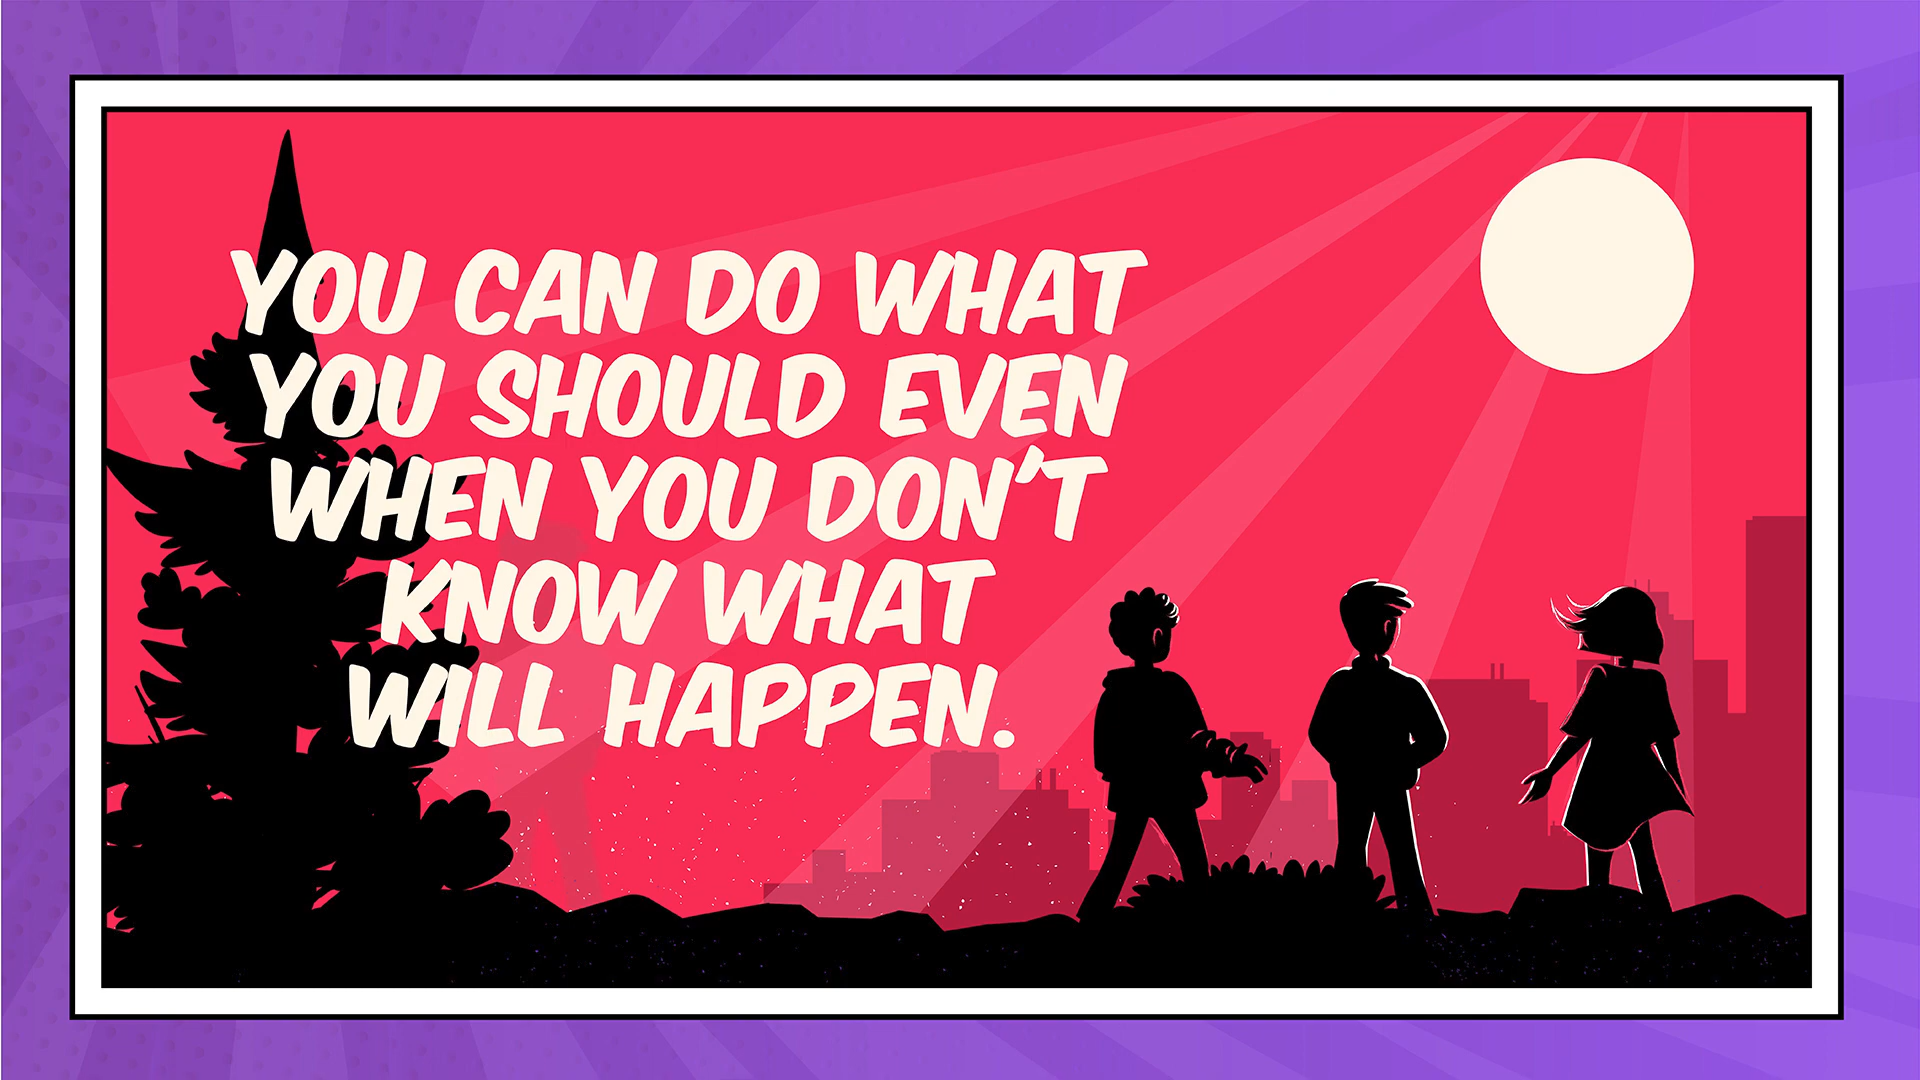 YOU CAN DO WHAT
YOU SHOULD EVEN
WHEN YOU DON'T
KNOW WHAT
WILL HAPPEN.